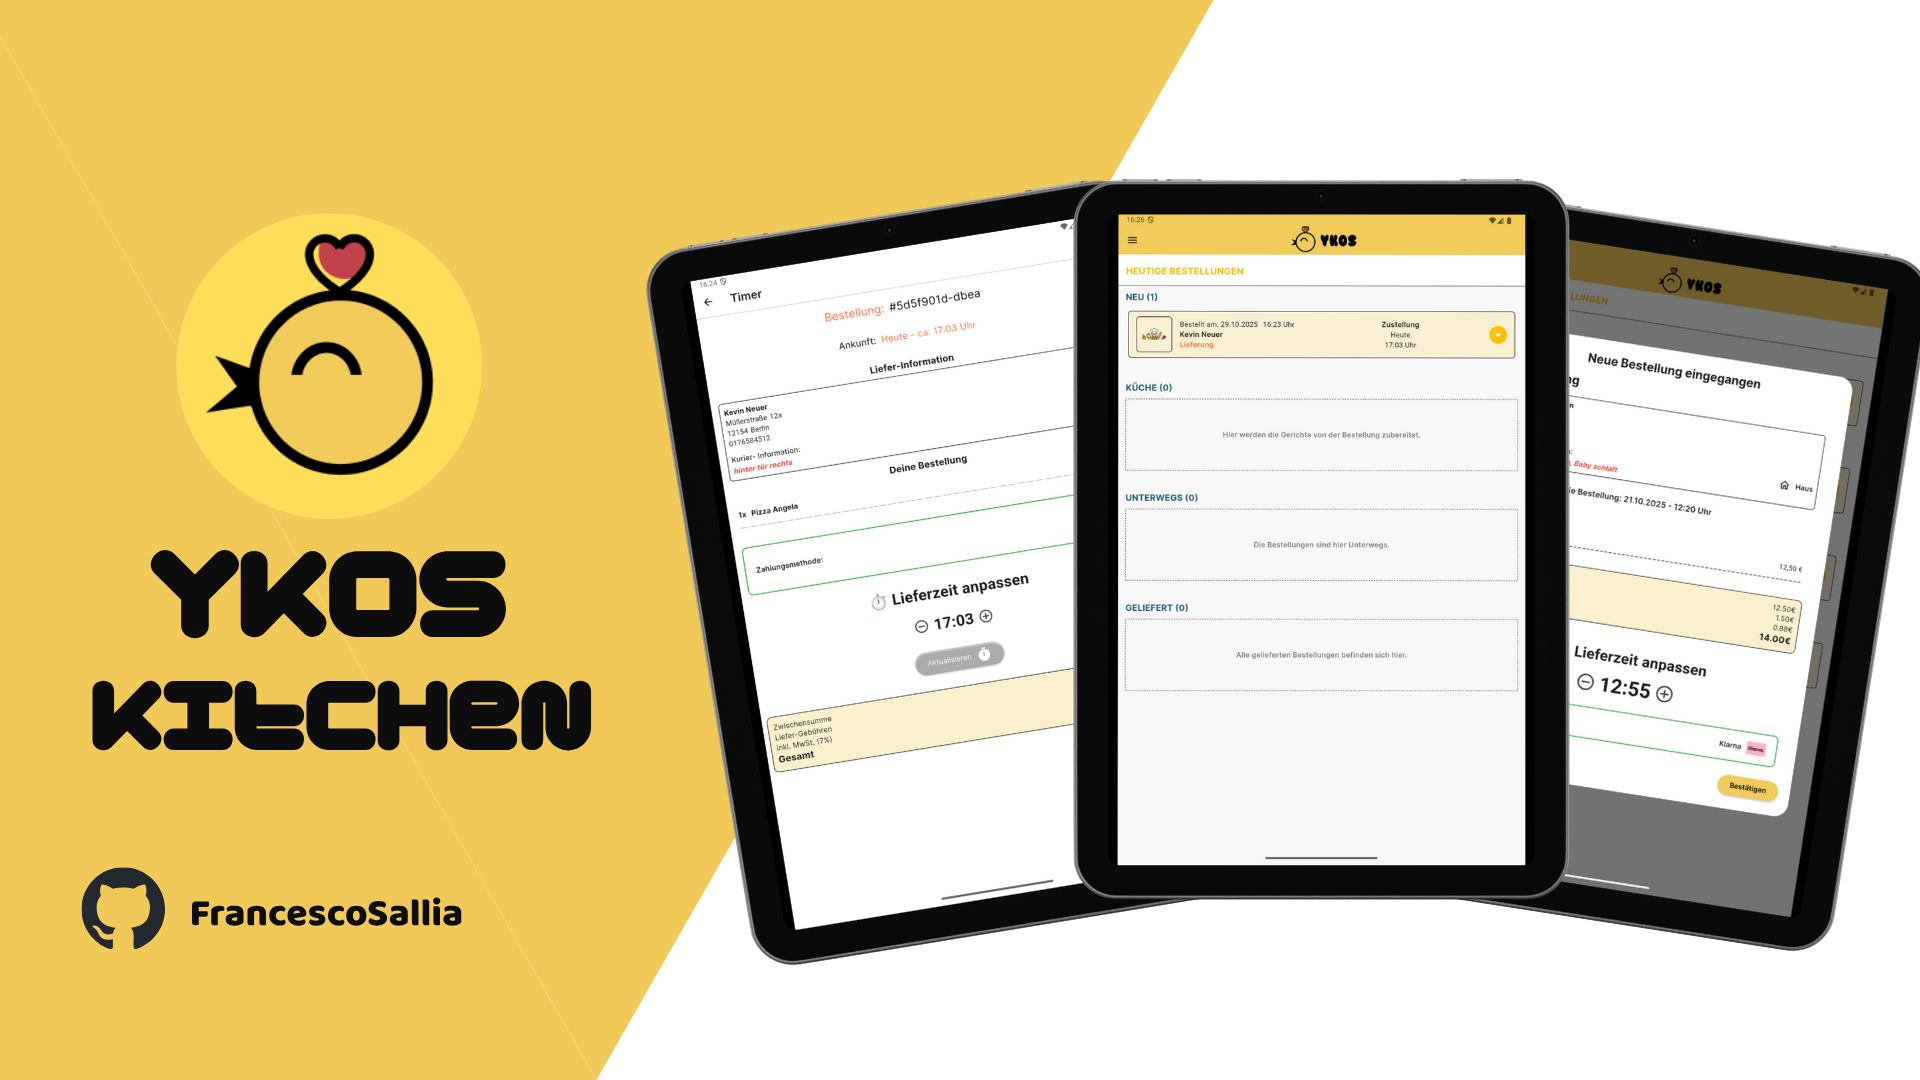 YKOS
KITCHEN
FrancescoSallia
16:24
Timer
Bestellung: #5d5f901d-dbea
Ankunft: Heute - ca. 17:03 Uhr
Liefer-Information
Kevin Neuer
Müllerstraße 12a
12154 Berlin
0176584512
Kurier- Information:
hinter tür rechts
Deine Bestellung
1x Pizza Angela
Zahlungsmethode:
Lieferzeit anpassen
17:03
Aktualisieren
Zwischensumme
Liefer-Gebühren
inkl. MwSt. (7%)
Gesamt
16:26
YKOS
HEUTIGE BESTELLUNGEN
NEU (1)
Bestellt am: 29.10.2025 16:23 Uhr
Kevin Neuer
Lieferung
Zustellung
Heute
17:03 Uhr
KÜCHE (0)
Hier werden die Gerichte von der Bestellung zubereitet.
UNTERWEGS (0)
Die Bestellungen sind hier Unterwegs.
GELIEFERT (0)
Alle gelieferten Bestellungen befinden sich hier.
YKOS
LUNGEN
Neue Bestellung eingegangen
Baby schläft
Haus
ie Bestellung: 21.10.2025 - 12:20 Uhr
12,50 €
12.50€
1.50€
0.88€
14.00€
Lieferzeit anpassen
12:55
Klarna
Klarna.
Bestätigen